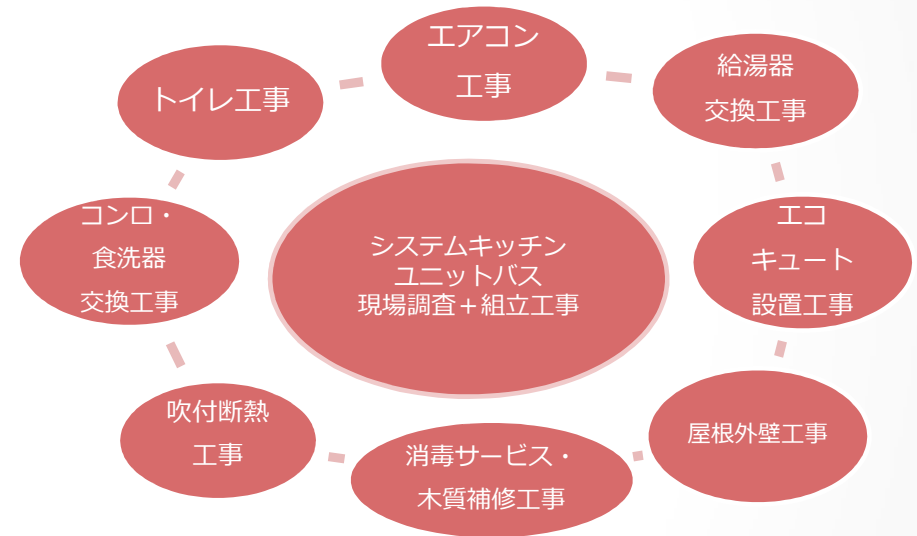 エアコン
工事
給湯器
交換工事
エコ
キュート
設置工事
屋根外壁工事
消毒サービス・
木質補修工事
吹付断熱
工事
コンロ・
食洗器
交換工事
トイレ工事
システムキッチン
ユニットバス
現場調査＋組立工事